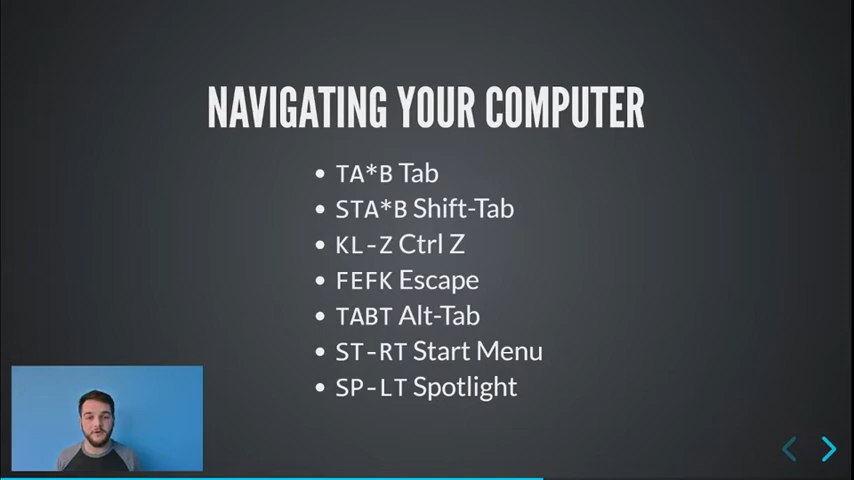 NAVIGATING YOUR COMPUTER
• TA*B Tab
• STA*B Shift-Tab
• KL-Z Ctrl Z
• FEFK Escape
• TABT Alt-Tab
• ST-RT Start Menu
• SP-LT Spotlight